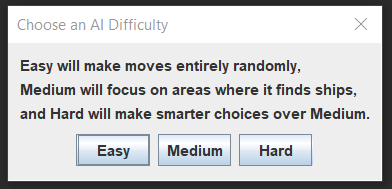 Choose an AI Difficulty
Easy will make moves entirely randomly,
Medium will focus on areas where it finds ships,
and Hard will make smarter choices over Medium.
Easy Medium Hard